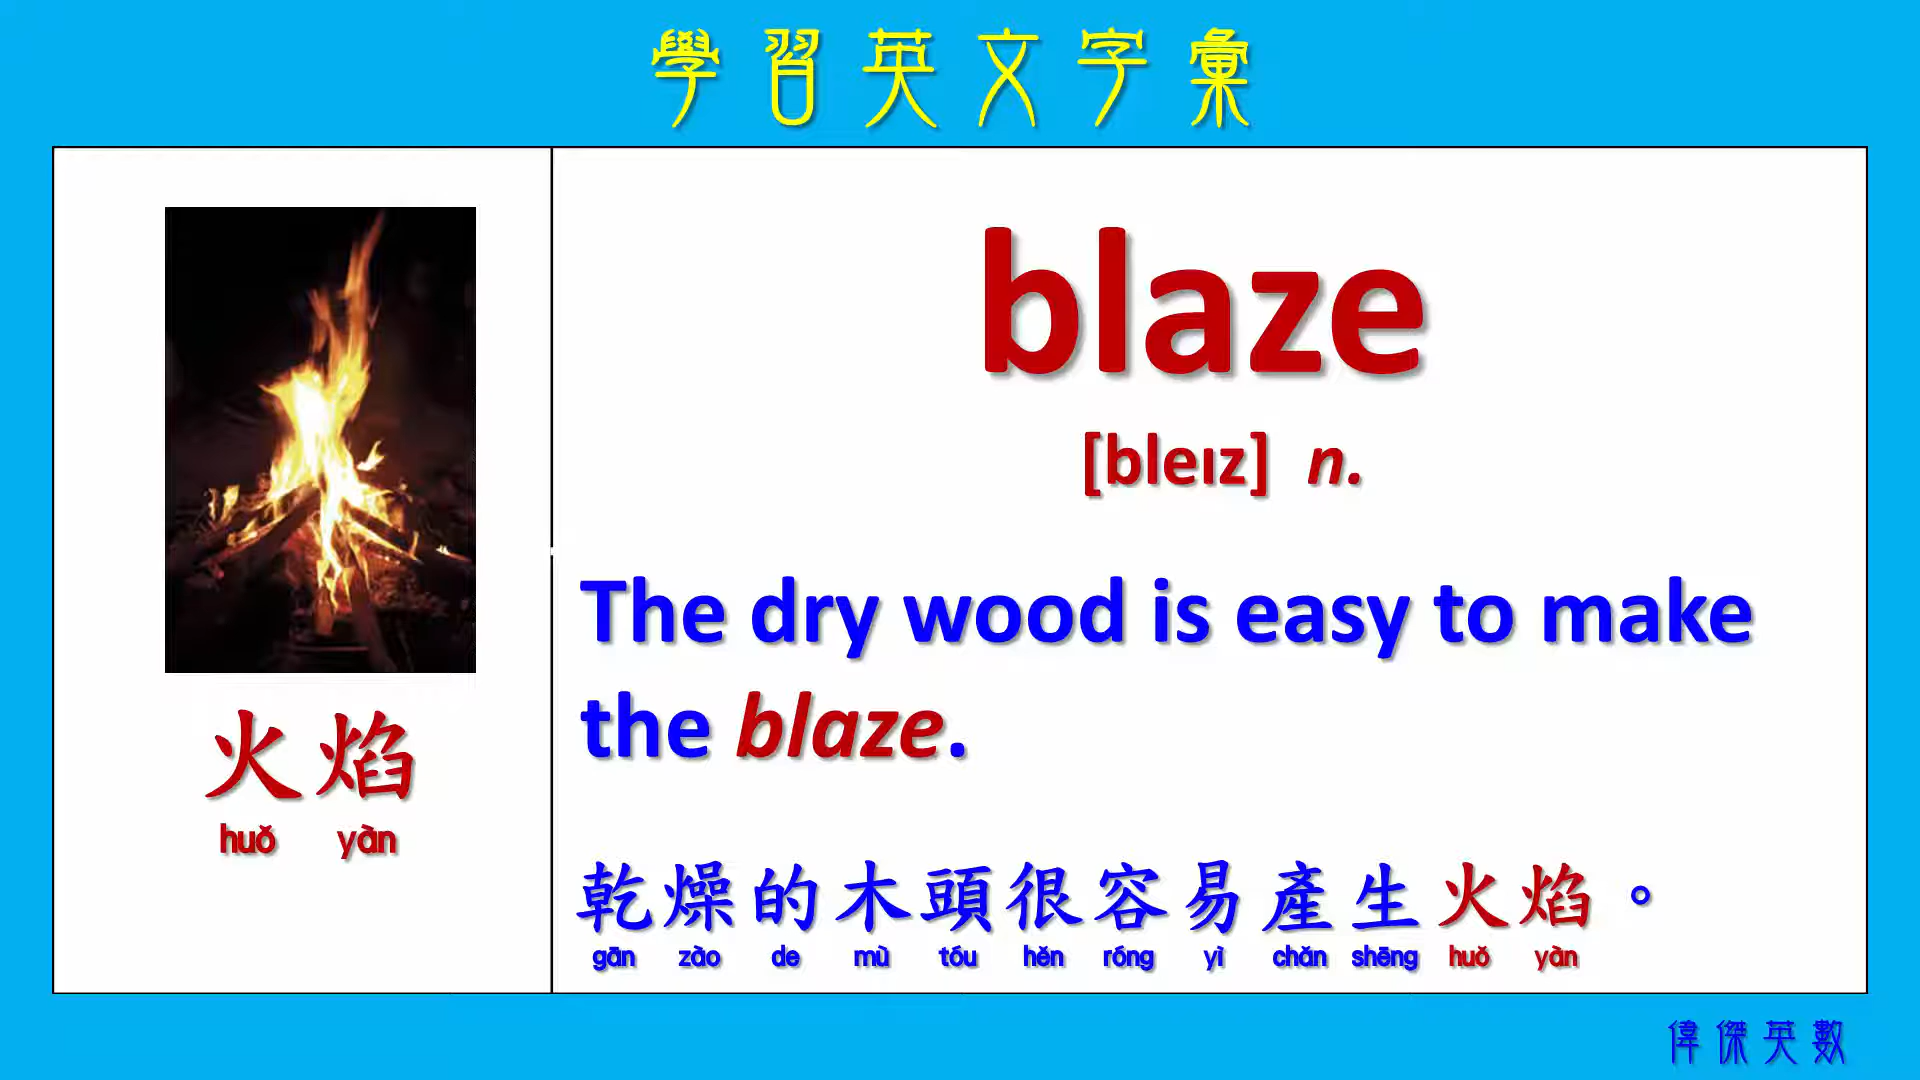 學習英文字彙
火焰
huǒ yàn
blaze
[bleɪz] n.
The dry wood is easy to make
the blaze.
乾燥的木頭很容易產生火焰。
gān zào de mù tóu hěn róng yì chǎn shēng huǒ yàn
偉傑英數